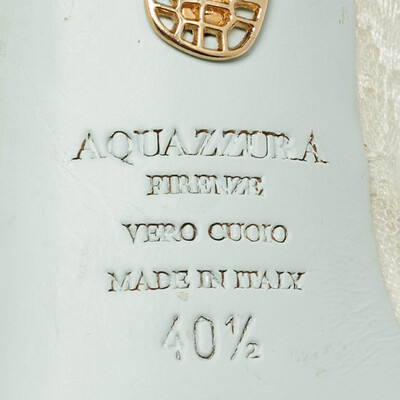 AQUAZZURA
FIRENZE
VERO CUOIO
MADE IN ITALY
40½